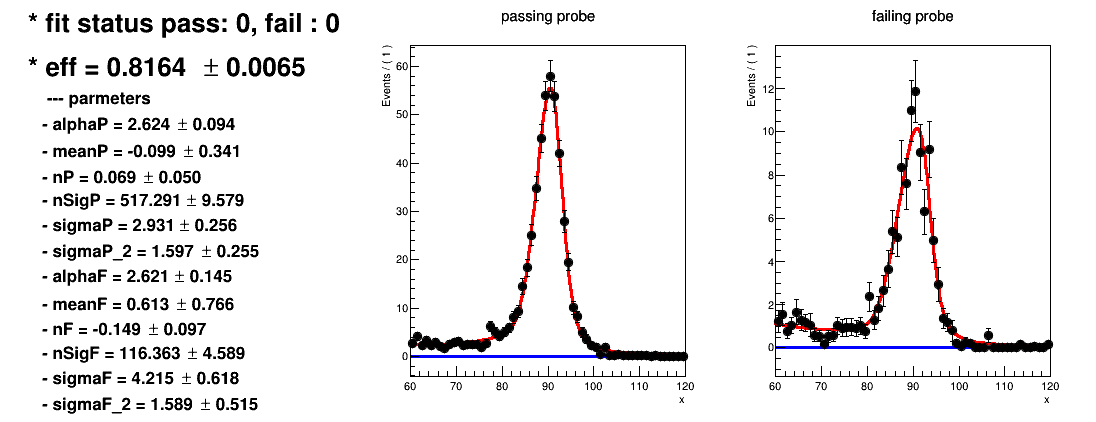 * fit status pass: 0, fail : 0
* eff = 0.8164 ± 0.0065
--- parmeters
- alphaP = 2.624 ± 0.094
- meanP = -0.099 ± 0.341
- nP = 0.069 ± 0.050
- nSigP = 517.291 ± 9.579
- sigmaP = 2.931 ± 0.256
- sigmaP_2 = 1.597 ± 0.255
- alphaF = 2.621 ± 0.145
- meanF = 0.613 ± 0.766
- nF = -0.149 ± 0.097
- nSigF = 116.363 ± 4.589
- sigmaF = 4.215 ± 0.618
- sigmaF_2 = 1.589 ± 0.515
passing probe
Events / ( 1 )
60
50
40
30
20
10
0
60 70 80 90 100 110 120
x
failing probe
Events / ( 1 )
12
10
8
6
4
2
0
60 70 80 90 100 110 120
x